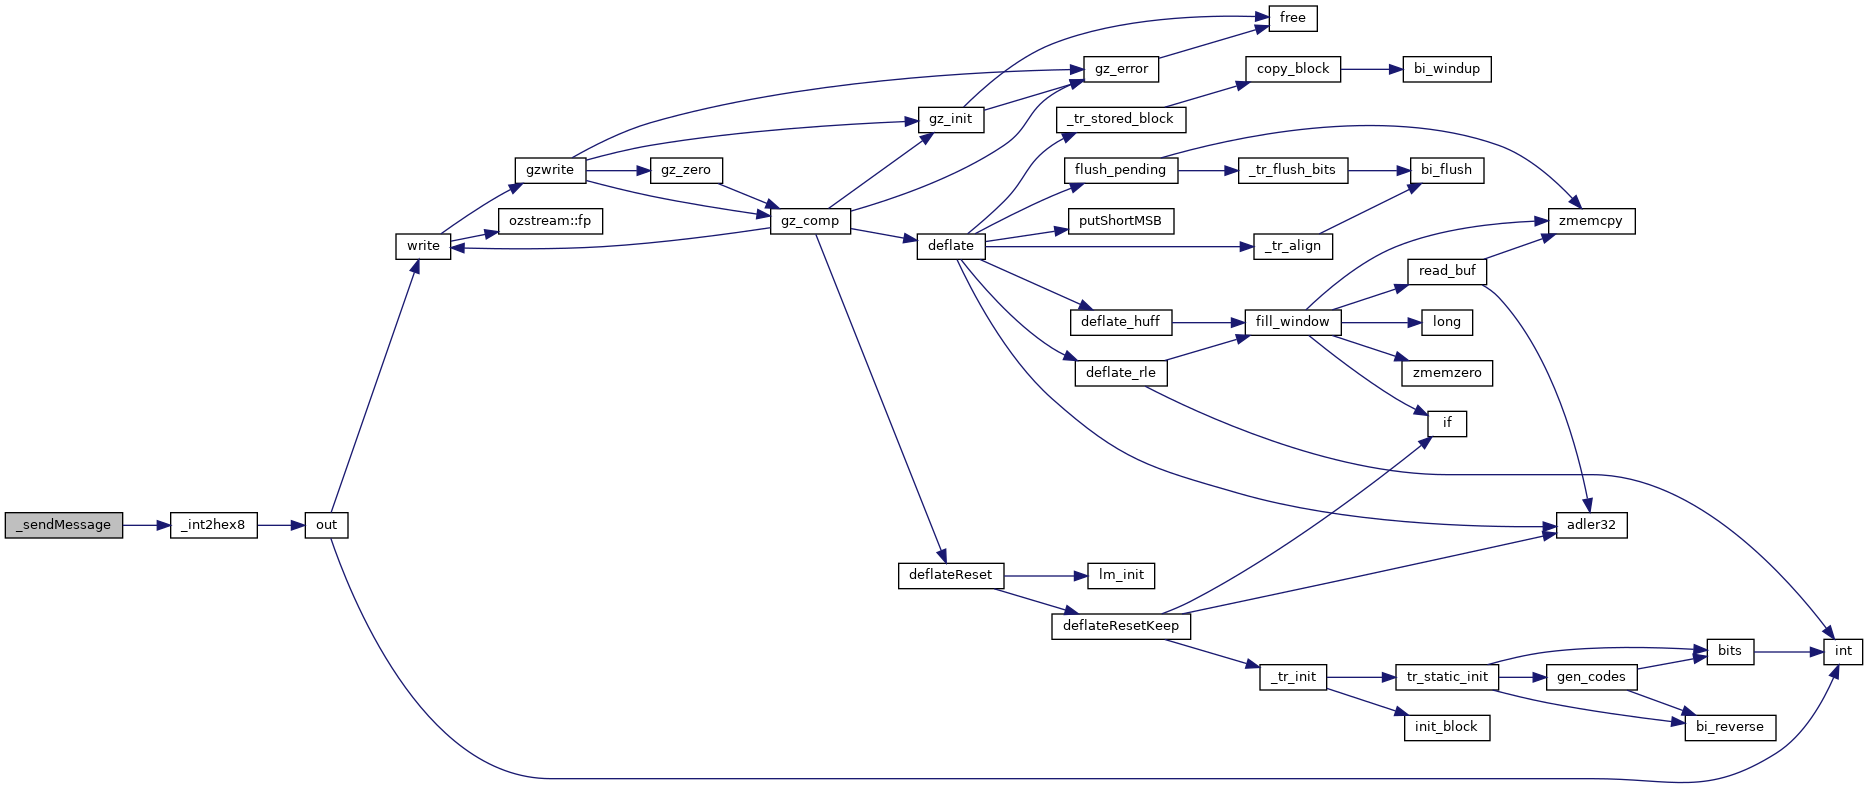 _sendMessage
_int2hex8
out
write
gzwrite
ozstream::fp
gz_zero
gz_comp
gz_init
deflate
deflateReset
free
gz_error
_tr_stored_block
copy_block
bi_windup
flush_pending
_tr_flush_bits
bi_flush
putShortMSB
_tr_align
zmemcpy
deflate_huff
fill_window
read_buf
long
deflate_rle
zmemzero
if
adler32
lm_init
deflateResetKeep
_tr_init
tr_static_init
gen_codes
bits
int
init_block
bi_reverse